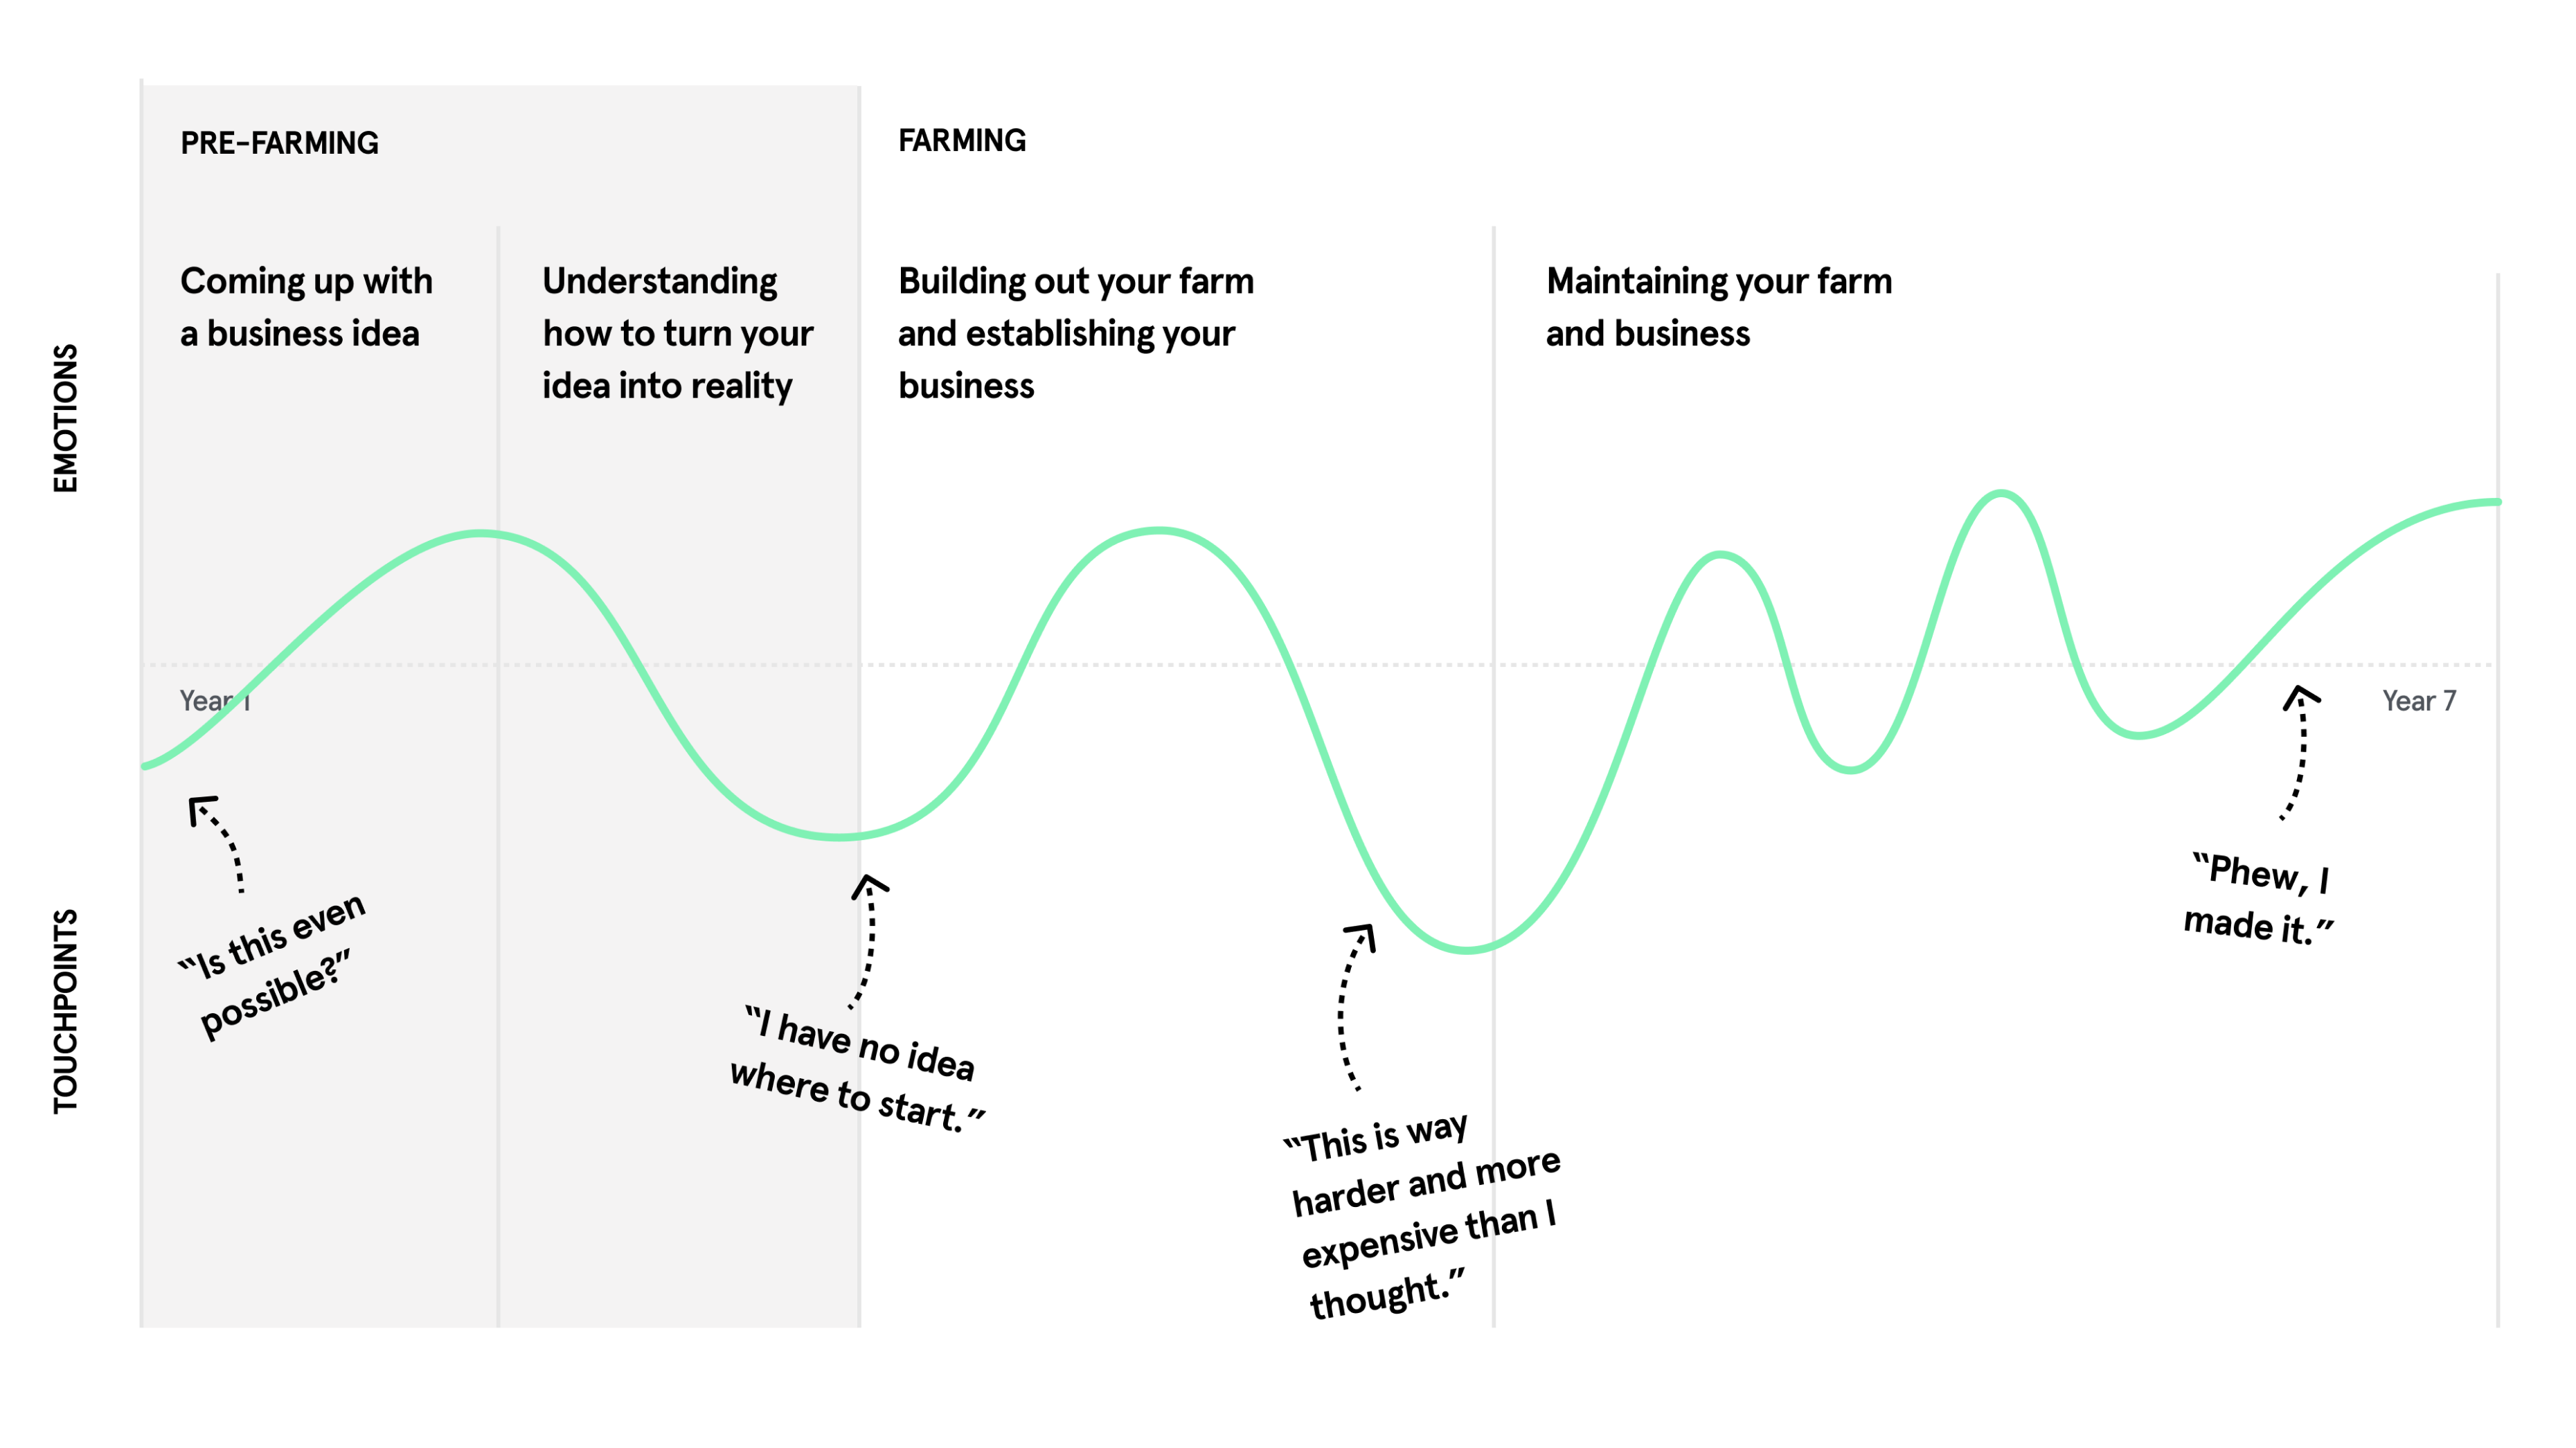 PRE-FARMING
FARMING
Coming up with
a business idea
Understanding
how to turn your
idea into reality
Building out your farm
and establishing your
business
Maintaining your farm
and business
EMOTIONS
Year 1
Year 7
TOUCHPOINTS
“Is this even
possible?”
“I have no idea
where to start.”
“This is way
harder and more
expensive than I
thought.”
“Phew, I
made it.”